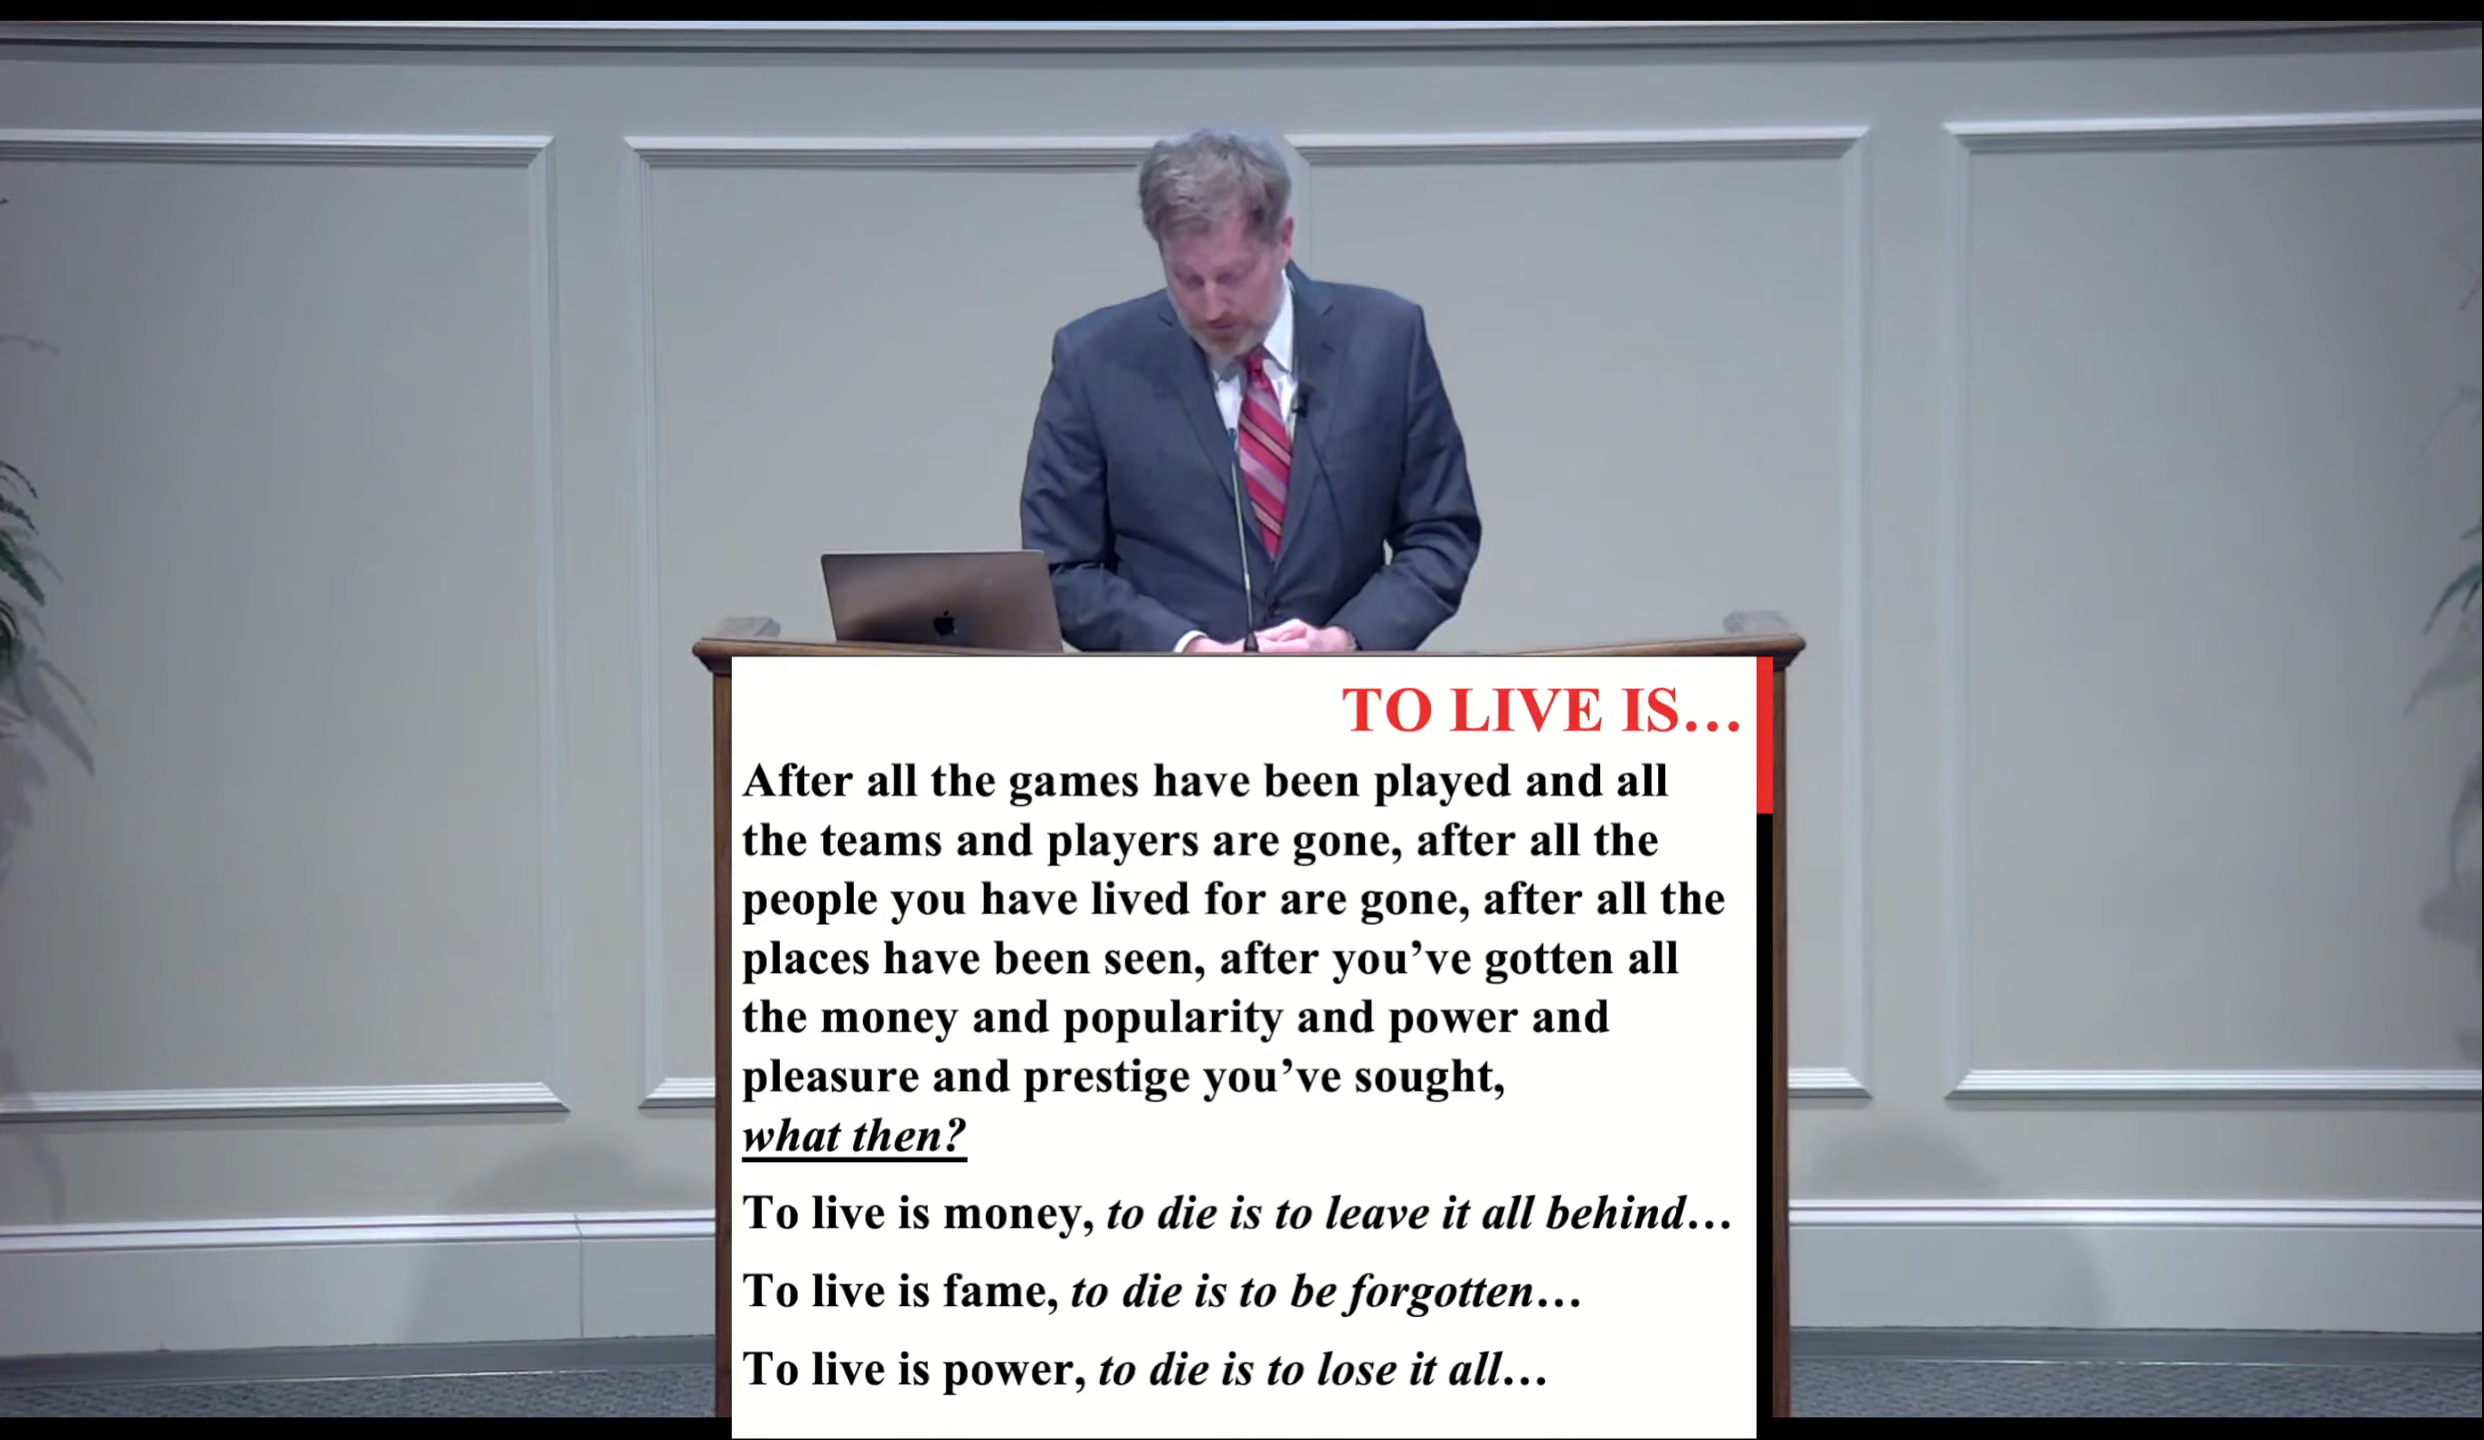 TO LIVE IS…
After all the games have been played and all
the teams and players are gone, after all the
people you have lived for are gone, after all the
places have been seen, after you’ve gotten all
the money and popularity and power and
pleasure and prestige you’ve sought,
what then?
To live is money, to die is to leave it all behind…
To live is fame, to die is to be forgotten…
To live is power, to die is to lose it all…